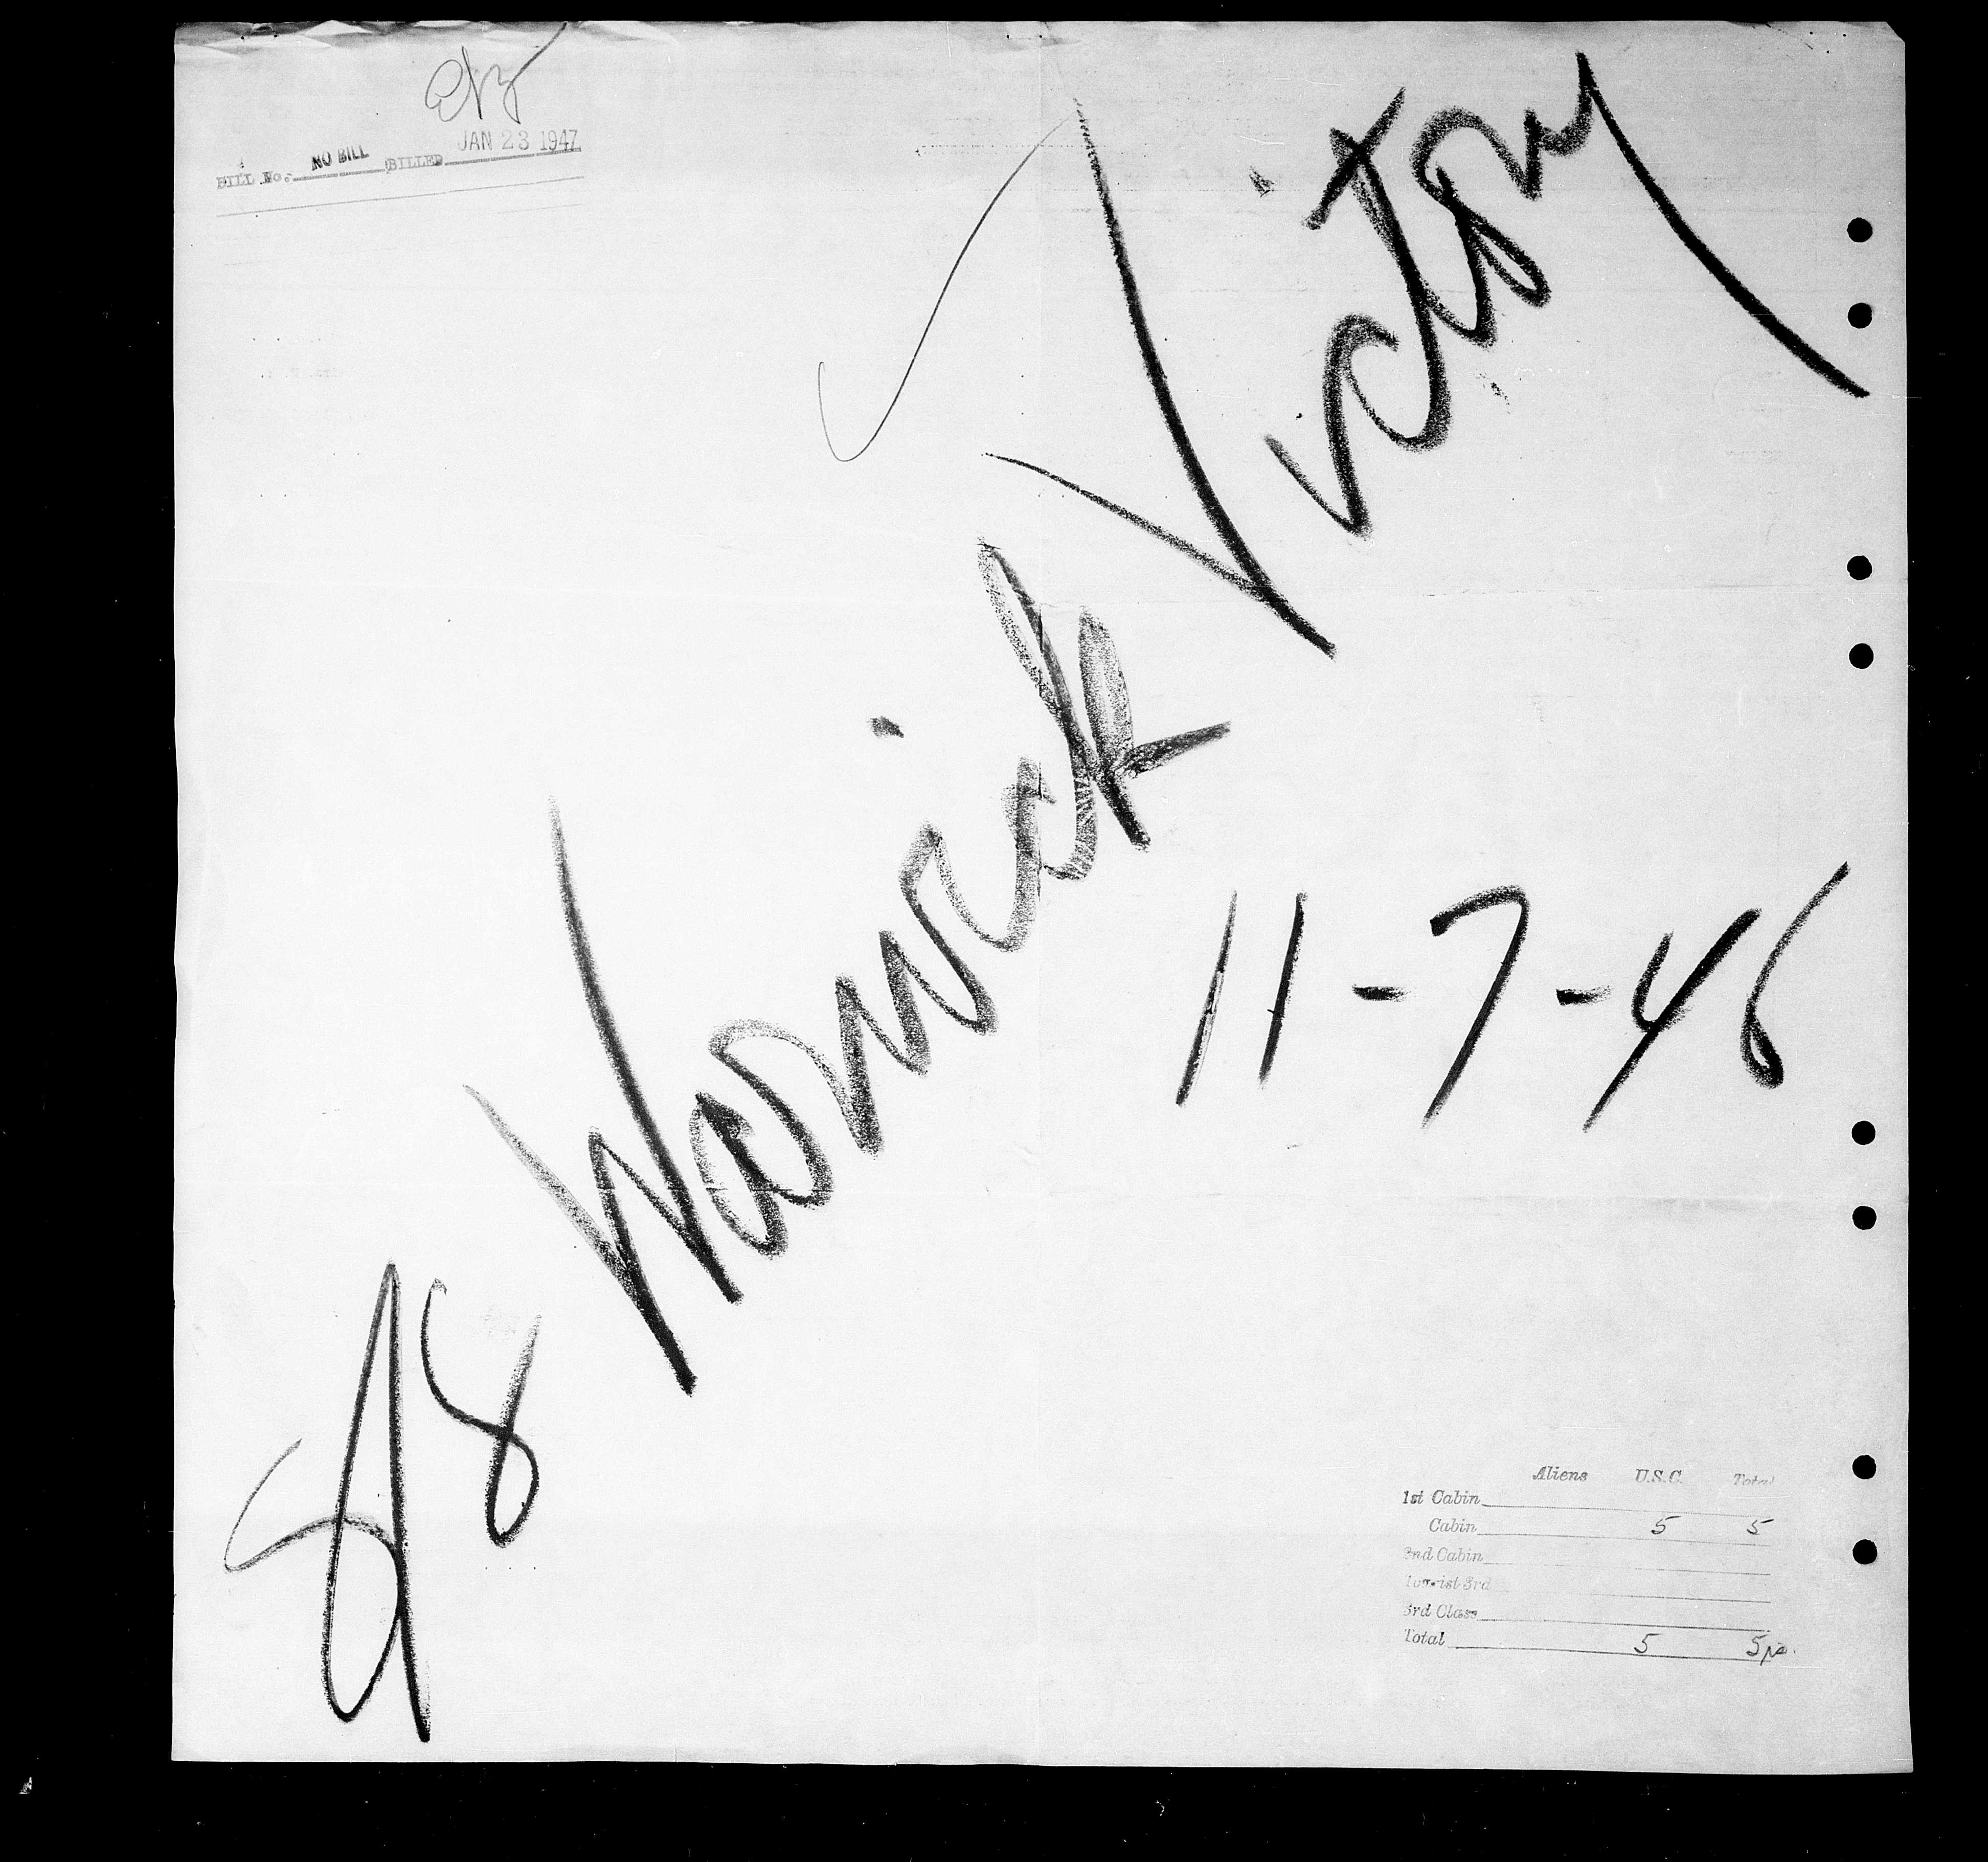 JAN 23 1947
BILL No. NO BILL BILLED
SS Warwick Victory
11-7-46
Aliens U.S.C. Total
1st Cabin
Cabin 5 5
2nd Cabin
Tourist 3rd
3rd Class
Total 5 5